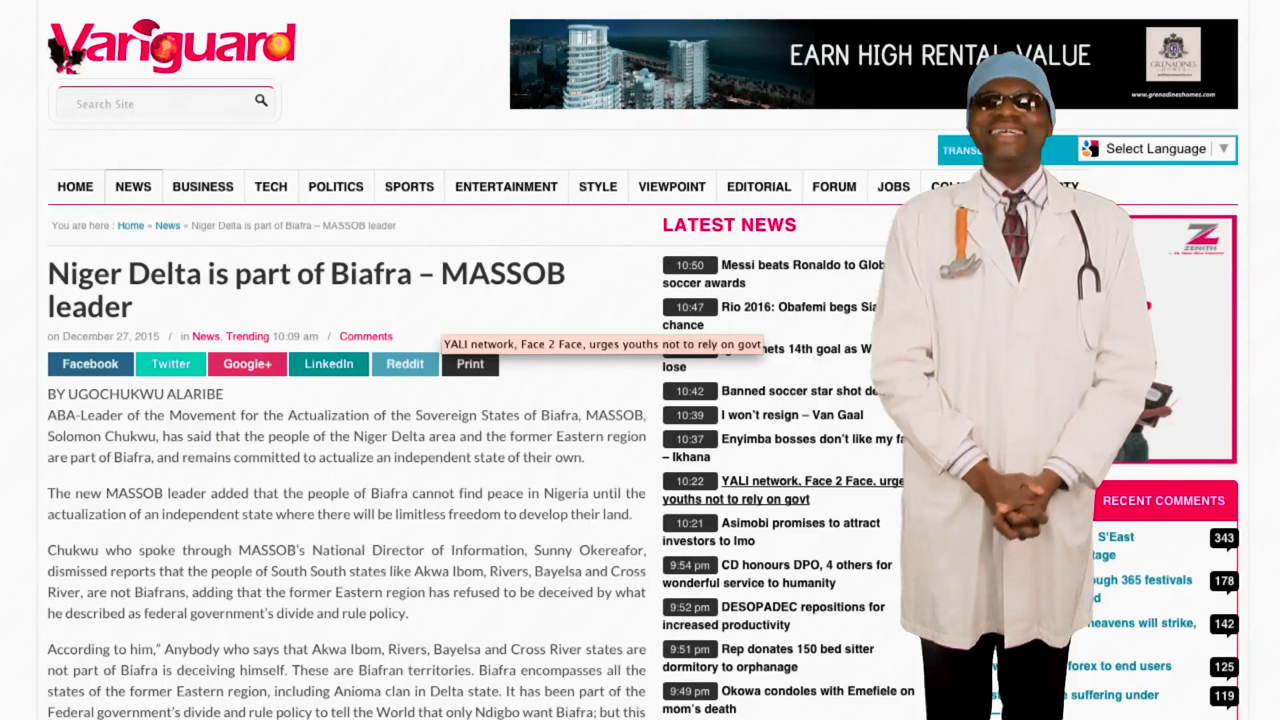 Vanguard
EARN HIGH RENTAL VALUE
GRENADINES
HOMES
www.grenadineshomes.com
Search Site
Select Language
HOME NEWS BUSINESS TECH POLITICS SPORTS ENTERTAINMENT STYLE VIEWPOINT EDITORIAL FORUM JOBS
You are here : Home » News » Niger Delta is part of Biafra – MASSOB leader
Niger Delta is part of Biafra – MASSOB
leader
on December 27, 2015 / in News, Trending 10:09 am / Comments
Facebook Twitter Google+ LinkedIn Reddit Print
YALI network, Face 2 Face, urges youths not to rely on govt
BY UGOCHUKWU ALARIBE
ABA-Leader of the Movement for the Actualization of the Sovereign States of Biafra, MASSOB,
Solomon Chukwu, has said that the people of the Niger Delta area and the former Eastern region
are part of Biafra, and remains committed to actualize an independent state of their own.
The new MASSOB leader added that the people of Biafra cannot find peace in Nigeria until the
actualization of an independent state where there will be limitless freedom to develop their land.
Chukwu who spoke through MASSOB's National Director of Information, Sunny Okereafor,
dismissed reports that the people of South South states like Akwa Ibom, Rivers, Bayelsa and Cross
River, are not Biafrans, adding that the former Eastern region has refused to be deceived by what
he described as federal government's divide and rule policy.
According to him," Anybody who says that Akwa Ibom, Rivers, Bayelsa and Cross River states are
not part of Biafra is deceiving himself. These are Biafran territories. Biafra encompasses all the
states of the former Eastern region, including Anioma clan in Delta state. It has been part of the
Federal government's divide and rule policy to tell the World that only Ndigbo want Biafra; but this
LATEST NEWS
10:50 Messi beats Ronaldo to Glob
soccer awards
10:47 Rio 2016: Obafemi begs Sia
chance
nets 14th goal as W
lose
10:42 Banned soccer star shot de
10:39 I won't resign – Van Gaal
10:37 Enyimba bosses don't like my fa
– Ikhana
10:22 YALI network, Face 2 Face, urge
youths not to rely on govt
10:21 Asimobi promises to attract
investors to Imo
9:54 pm CD honours DPO, 4 others for
wonderful service to humanity
9:52 pm DESOPADEC repositions for
increased productivity
9:51 pm Rep donates 150 bed sitter
dormitory to orphanage
9:49 pm Okowa condoles with Emefiele on
mom's death
ZENITH
RECENT COMMENTS
S'East 343
tage
ough 365 festivals 178
d
heavens will strike, 142
forex to end users 125
suffering under 119